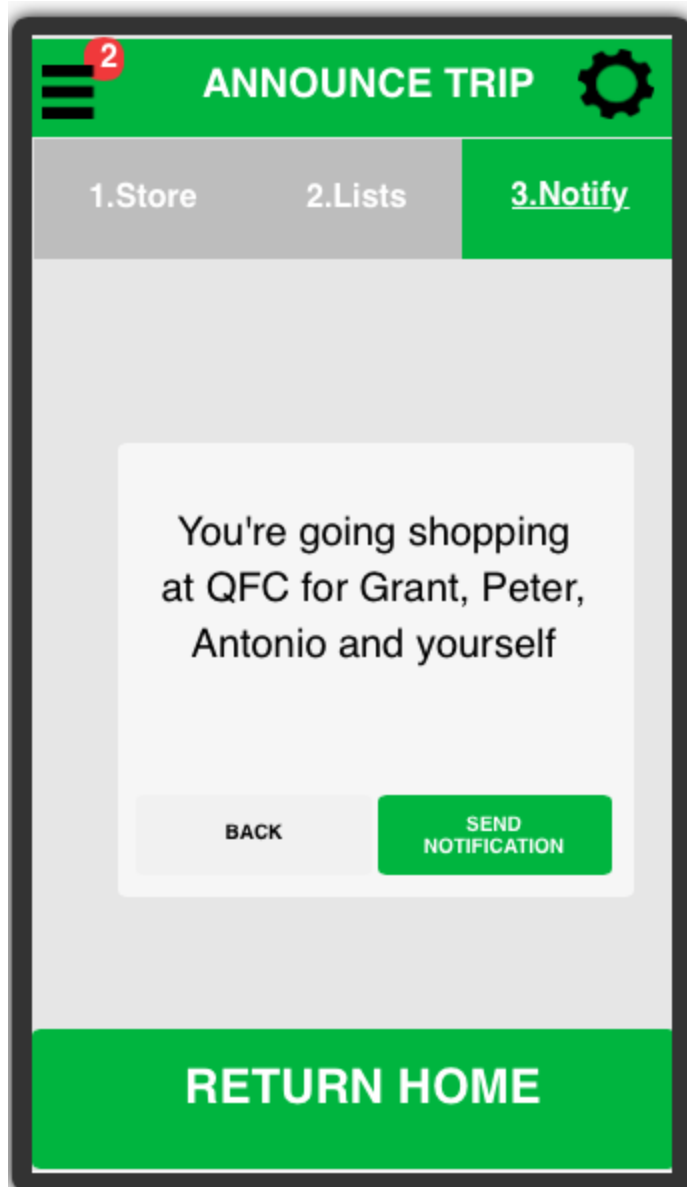 2
ANNOUNCE TRIP
1.Store
2.Lists
3.Notify
You're going shopping
at QFC for Grant, Peter,
Antonio and yourself
BACK
SEND
NOTIFICATION
RETURN HOME